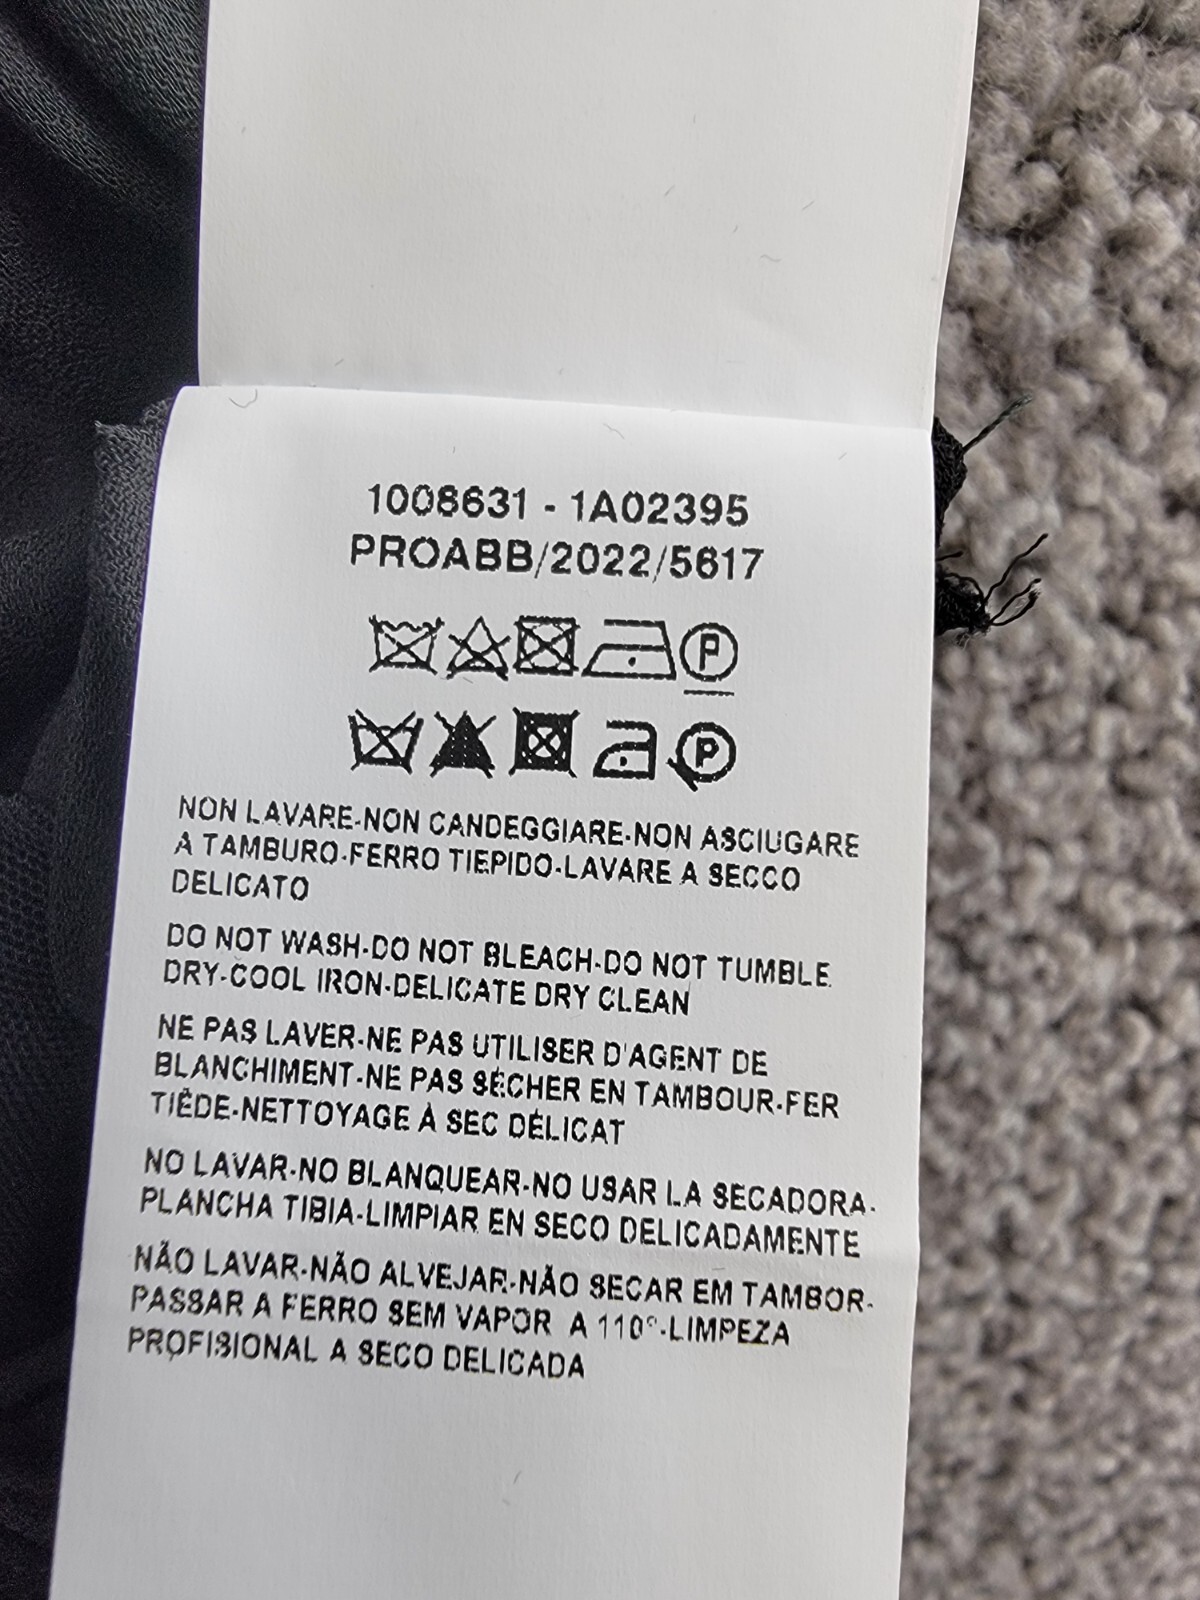 1008631 - 1A02395
PROABB/2022/5617
P
P
NON LAVARE-NON CANDEGGIARE-NON ASCIUGARE
A TAMBURO-FERRO TIEPIDO-LAVARE A SECCO
DELICATO
DO NOT WASH-DO NOT BLEACH-DO NOT TUMBLE
DRY-COOL IRON-DELICATE DRY CLEAN
NE PAS LAVER-NE PAS UTILISER D'AGENT DE
BLANCHIMENT-NE PAS SÉCHER EN TAMBOUR-FER
TIÈDE-NETTOYAGE À SEC DÉLICAT
NO LAVAR-NO BLANQUEAR-NO USAR LA SECADORA-
PLANCHA TIBIA-LIMPIAR EN SECO DELICADAMENTE
NÃO LAVAR-NÃO ALVEJAR-NÃO SECAR EM TAMBOR-
PASSAR A FERRO SEM VAPOR A 110°-LIMPEZA
PROFISIONAL A SECO DELICADA